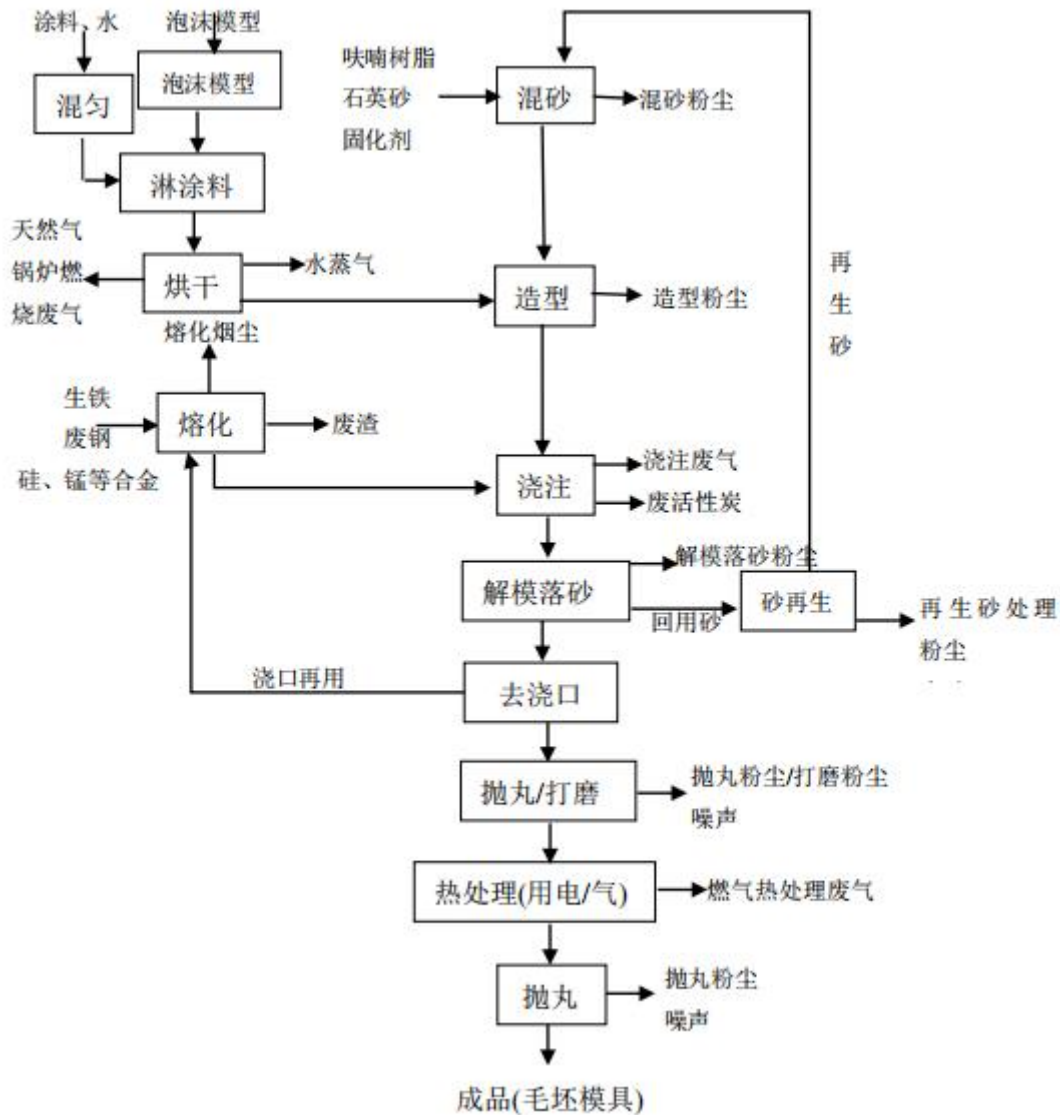 涂料、水
泡沫模型
混匀
泡沫模型
淋涂料
呋喃树脂
石英砂
固化剂
混砂
混砂粉尘
天然气
锅炉燃
烧废气
烘干
水蒸气
造型
造型粉尘
再
生
砂
熔化烟尘
生铁
废钢
硅、锰等合金
熔化
废渣
浇注
浇注废气
废活性炭
解模落砂
解模落砂粉尘
回用砂
砂再生
再生砂处理
粉尘
浇口再用
去浇口
抛丸/打磨
抛丸粉尘/打磨粉尘
噪声
热处理(用电/气)
燃气热处理废气
抛丸
抛丸粉尘
噪声
成品(毛坯模具)